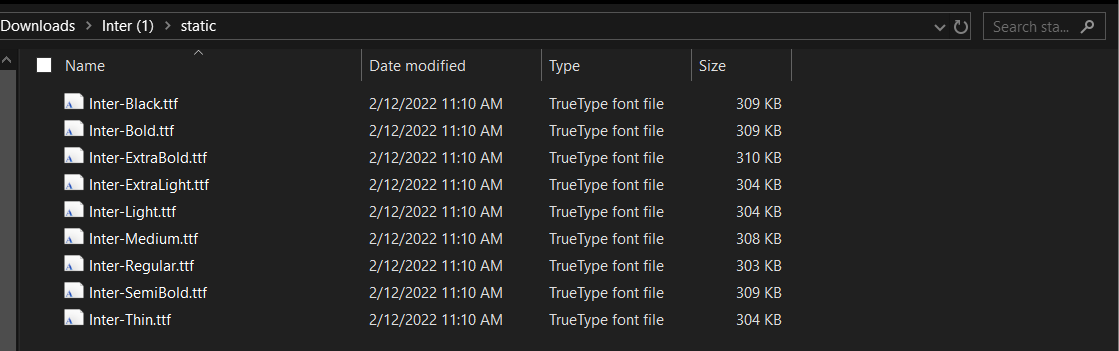 Downloads > Inter (1) > static Search sta...
Name Date modified Type Size
Inter-Black.ttf 2/12/2022 11:10 AM TrueType font file 309 KB
Inter-Bold.ttf 2/12/2022 11:10 AM TrueType font file 309 KB
Inter-ExtraBold.ttf 2/12/2022 11:10 AM TrueType font file 310 KB
Inter-ExtraLight.ttf 2/12/2022 11:10 AM TrueType font file 304 KB
Inter-Light.ttf 2/12/2022 11:10 AM TrueType font file 304 KB
Inter-Medium.ttf 2/12/2022 11:10 AM TrueType font file 308 KB
Inter-Regular.ttf 2/12/2022 11:10 AM TrueType font file 303 KB
Inter-SemiBold.ttf 2/12/2022 11:10 AM TrueType font file 309 KB
Inter-Thin.ttf 2/12/2022 11:10 AM TrueType font file 304 KB